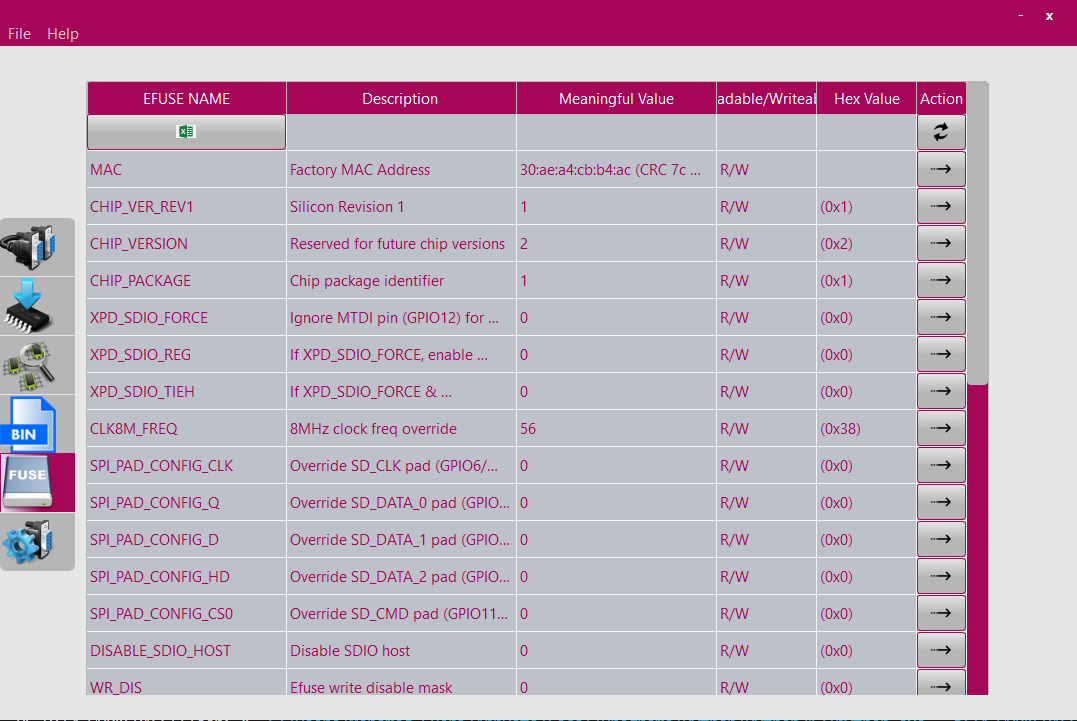 - x
File Help
EFUSE NAME Description Meaningful Value adable/Writeab Hex Value Action
MAC Factory MAC Address 30:ae:a4:cb:b4:ac (CRC 7c ... R/W
CHIP_VER_REV1 Silicon Revision 1 1 R/W (0x1)
CHIP_VERSION Reserved for future chip versions 2 R/W (0x2)
CHIP_PACKAGE Chip package identifier 1 R/W (0x1)
XPD_SDIO_FORCE Ignore MTDI pin (GPIO12) for ... 0 R/W (0x0)
XPD_SDIO_REG If XPD_SDIO_FORCE, enable ... 0 R/W (0x0)
XPD_SDIO_TIEH If XPD_SDIO_FORCE & ... 0 R/W (0x0)
CLK8M_FREQ 8MHz clock freq override 56 R/W (0x38)
BIN
SPI_PAD_CONFIG_CLK Override SD_CLK pad (GPIO6/... 0 R/W (0x0)
FUSE
SPI_PAD_CONFIG_Q Override SD_DATA_0 pad (GPIO... 0 R/W (0x0)
SPI_PAD_CONFIG_D Override SD_DATA_1 pad (GPIO... 0 R/W (0x0)
SPI_PAD_CONFIG_HD Override SD_DATA_2 pad (GPIO... 0 R/W (0x0)
SPI_PAD_CONFIG_CS0 Override SD_CMD pad (GPIO11... 0 R/W (0x0)
DISABLE_SDIO_HOST Disable SDIO host 0 R/W (0x0)
WR_DIS Efuse write disable mask 0 R/W (0x0)